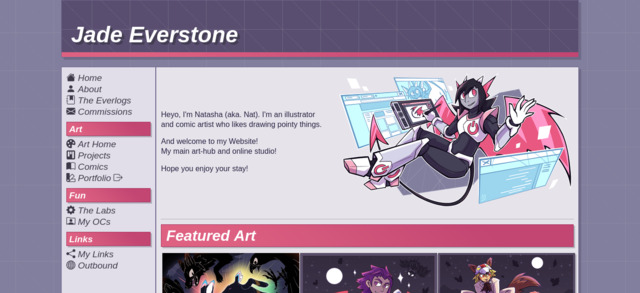 Jade Everstone
Home
About
The Everlogs
Commissions
Art
Art Home
Projects
Comics
Portfolio
Fun
The Labs
My OCs
Links
My Links
Outbound
Heyo, I'm Natasha (aka. Nat). I'm an illustrator
and comic artist who likes drawing pointy things.
And welcome to my Website!
My main art-hub and online studio!
Hope you enjoy your stay!
Featured Art